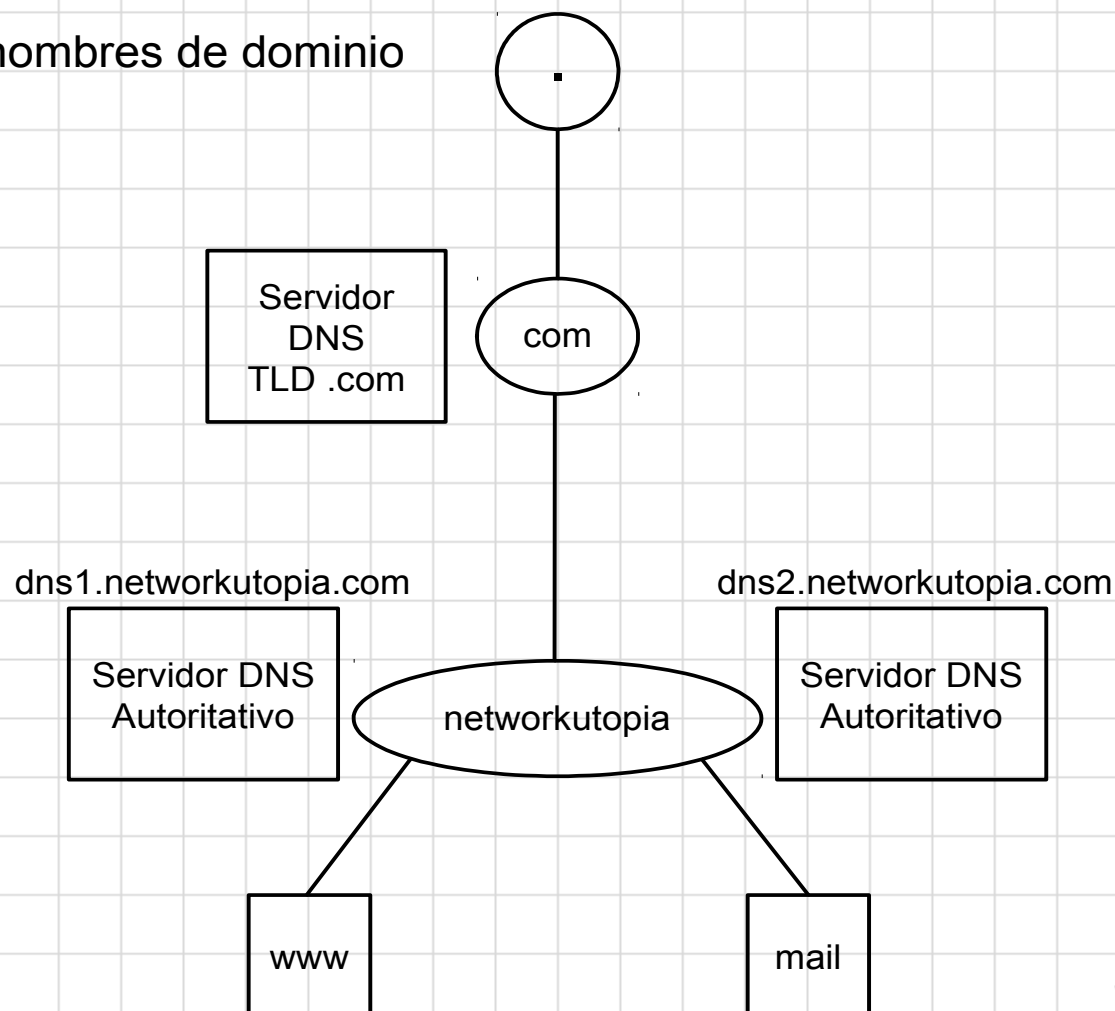 nombres de dominio
.
Servidor
DNS
TLD .com
com
dns1.networkutopia.com
dns2.networkutopia.com
Servidor DNS
Autoritativo
networkutopia
Servidor DNS
Autoritativo
www
mail